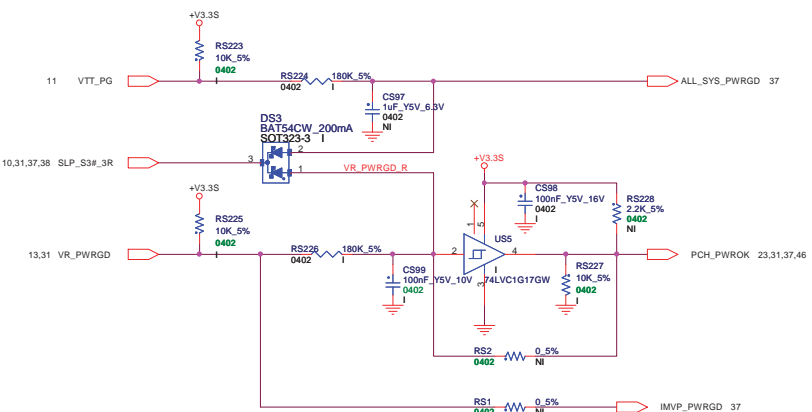 +V3.3S
RS223
10K_5%
0402
I
11 VTT_PG
RS224 180K_5%
0402 I
ALL_SYS_PWRGD 37
CS97
1uF_Y5V_6.3V
0402
NI
DS3
BAT54CW_200mA
SOT323-3 I
10,31,37,38 SLP_S3#_3R
3
2
1
VR_PWRGD_R
+V3.3S
+V3.3S
RS225
10K_5%
0402
I
CS98
100nF_Y5V_16V
0402
I
RS228
2.2K_5%
0402
NI
1
5
US5
13,31 VR_PWRGD
RS226 180K_5%
0402 I
2
4
PCH_PWROK 23,31,37,46
CS99
100nF_Y5V_10V
0402
I
3
I
74LVC1G17GW
RS227
10K_5%
0402
I
RS2 0_5%
0402 NI
RS1 0_5%
0402 NI
IMVP_PWRGD 37